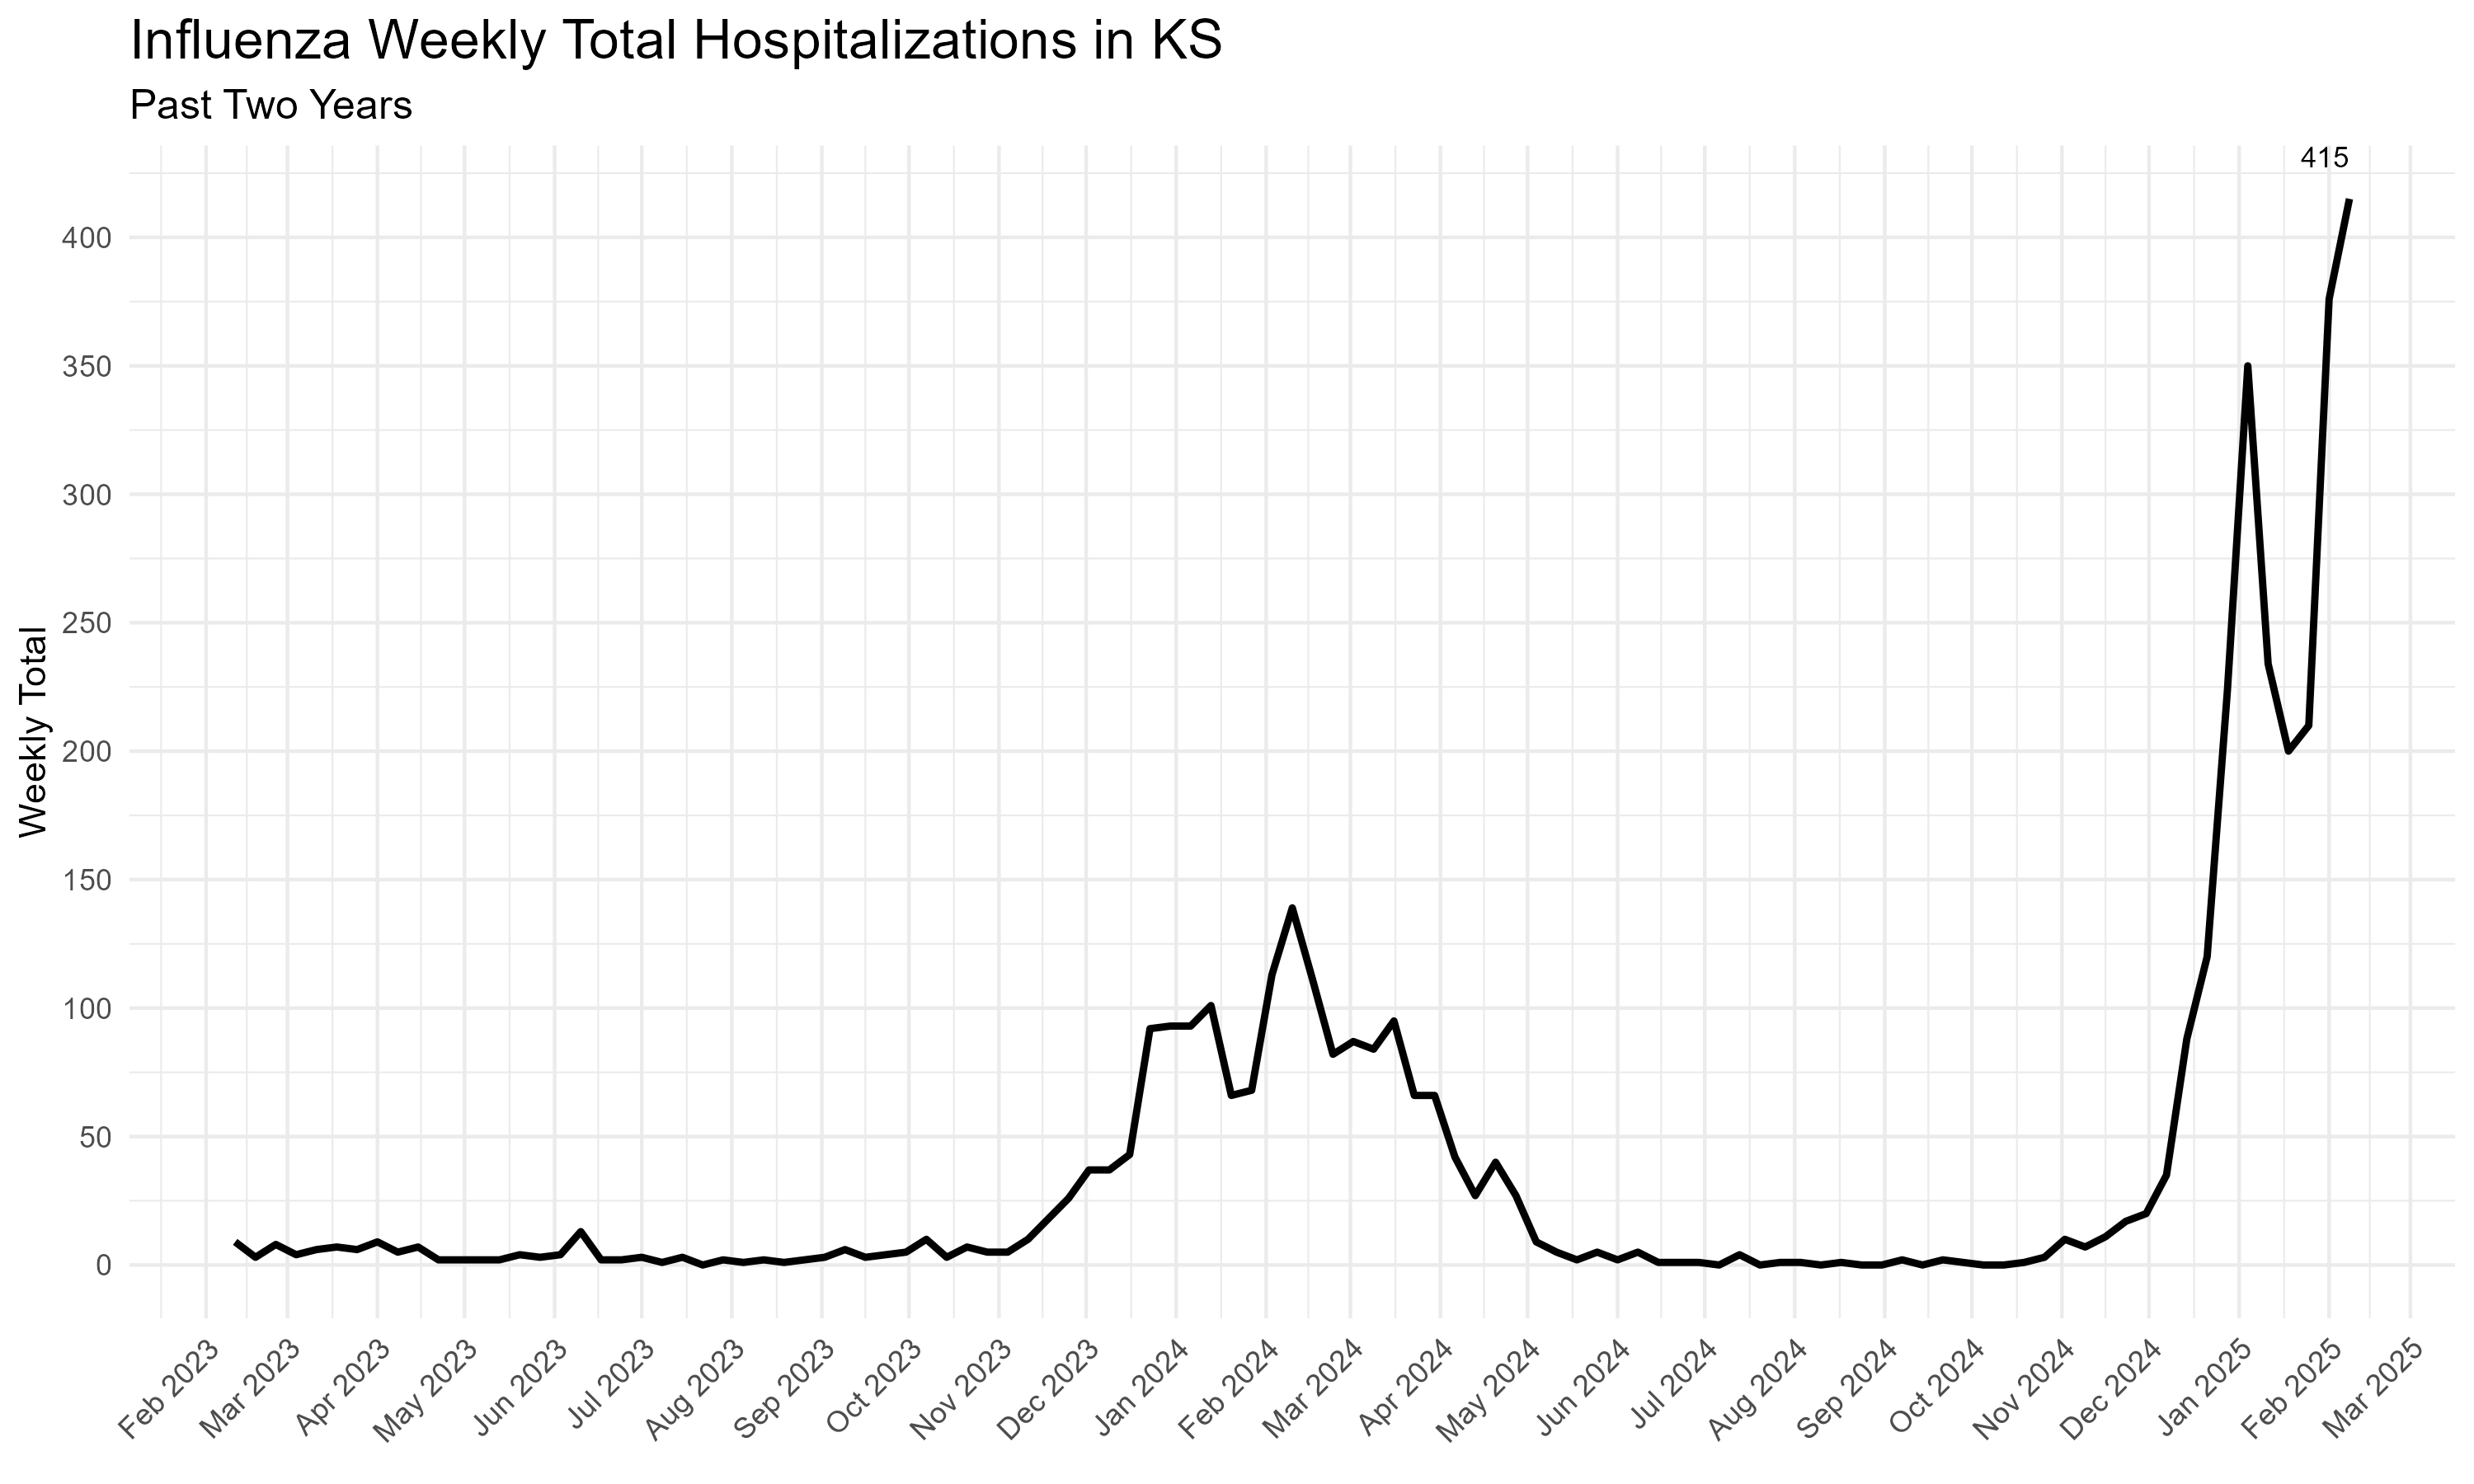 Influenza Weekly Total Hospitalizations in KS
Past Two Years
415
Weekly Total
400
350
300
250
200
150
100
50
0
Feb 2023
Mar 2023
Apr 2023
May 2023
Jun 2023
Jul 2023
Aug 2023
Sep 2023
Oct 2023
Nov 2023
Dec 2023
Jan 2024
Feb 2024
Mar 2024
Apr 2024
May 2024
Jun 2024
Jul 2024
Aug 2024
Sep 2024
Oct 2024
Nov 2024
Dec 2024
Jan 2025
Feb 2025
Mar 2025